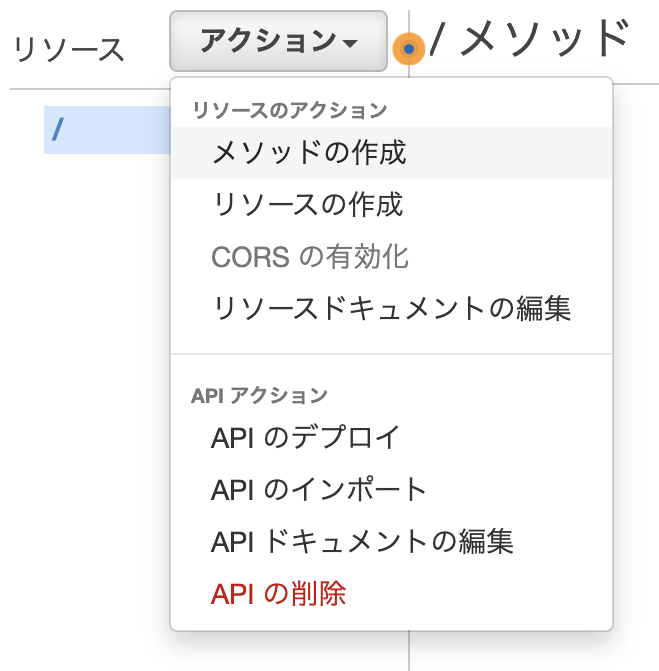 リソース
アクション
/ メソッド
/
リソースのアクション
メソッドの作成
リソースの作成
CORS の有効化
リソースドキュメントの編集
API アクション
API のデプロイ
API のインポート
API ドキュメントの編集
API の削除